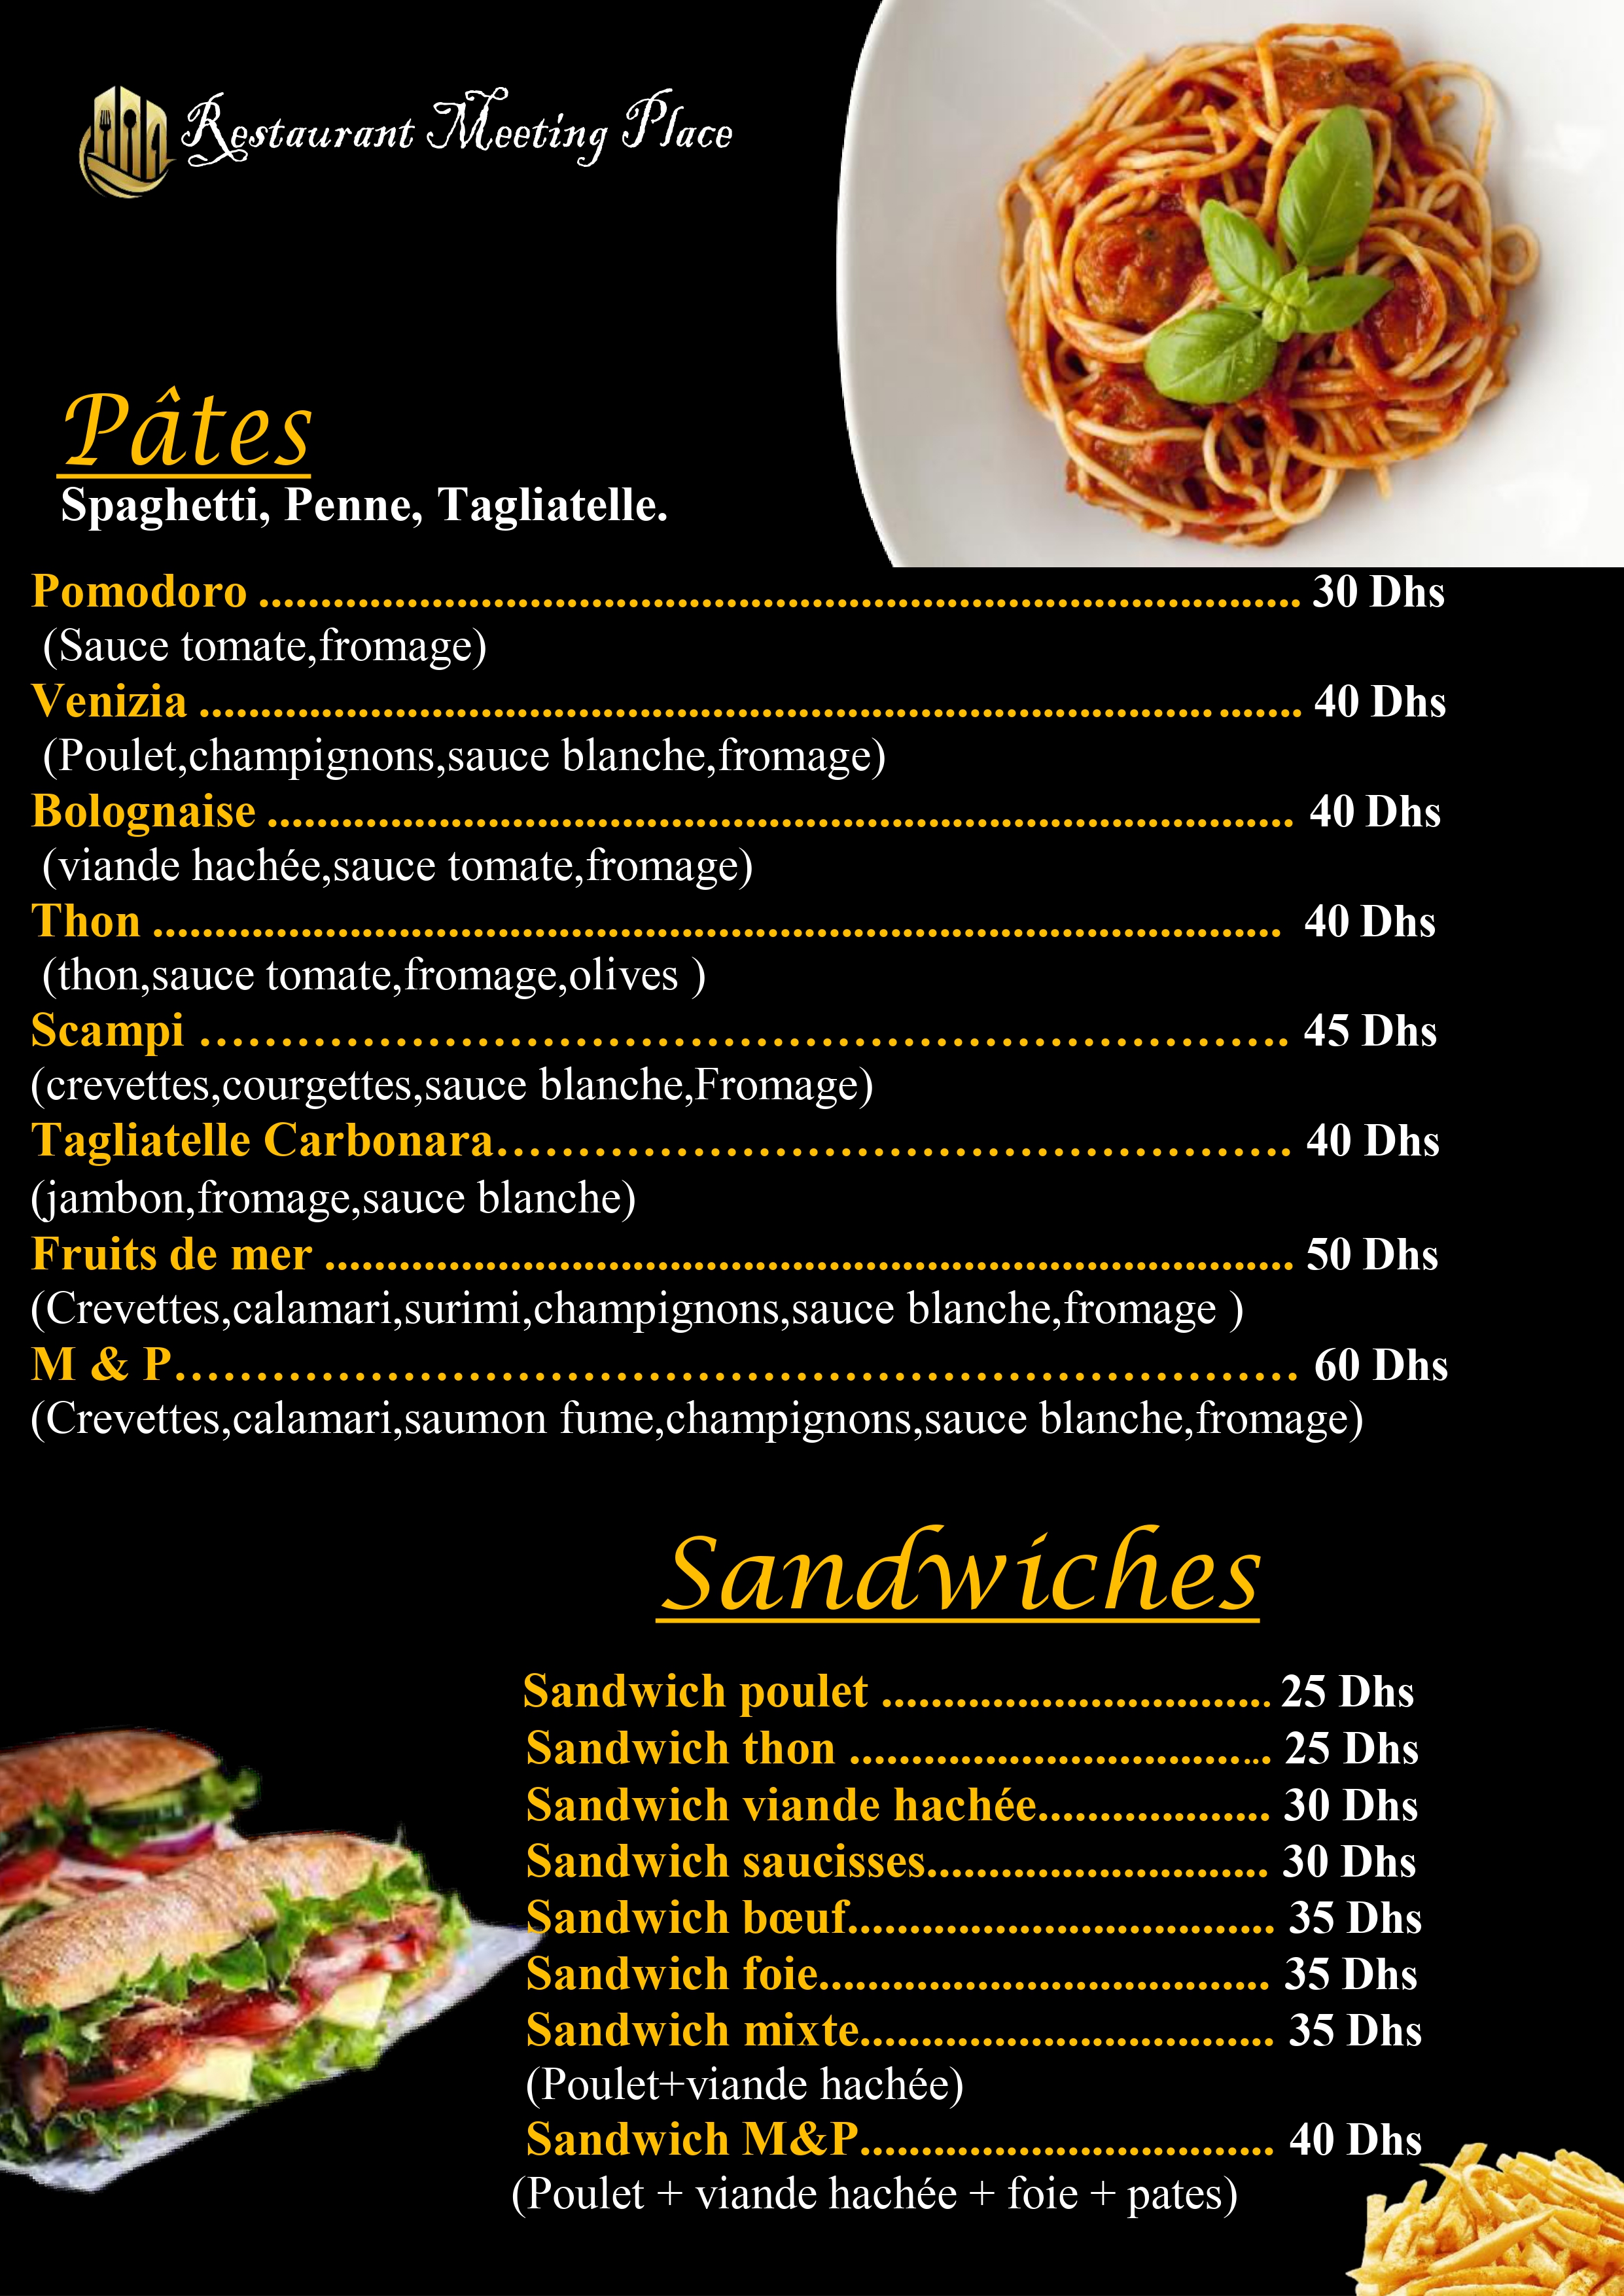 Restaurant Meeting Place
Pâtes
Spaghetti, Penne, Tagliatelle.
Pomodoro .................................................................................... 30 Dhs
(Sauce tomate,fromage)
Venizia ......................................................................................... 40 Dhs
(Poulet,champignons,sauce blanche,fromage)
Bolognaise ................................................................................... 40 Dhs
(viande hachée,sauce tomate,fromage)
Thon ........................................................................................... 40 Dhs
(thon,sauce tomate,fromage,olives )
Scampi …………………………………………………………. 45 Dhs
(crevettes,courgettes,sauce blanche,Fromage)
Tagliatelle Carbonara…………………………………………. 40 Dhs
(jambon,fromage,sauce blanche)
Fruits de mer .............................................................................. 50 Dhs
(Crevettes,calamari,surimi,champignons,sauce blanche,fromage )
M & P…………………………………………………………… 60 Dhs
(Crevettes,calamari,saumon fume,champignons,sauce blanche,fromage)
Sandwiches
Sandwich poulet ................................ 25 Dhs
Sandwich thon ................................... 25 Dhs
Sandwich viande hachée................... 30 Dhs
Sandwich saucisses............................ 30 Dhs
Sandwich bœuf................................... 35 Dhs
Sandwich foie..................................... 35 Dhs
Sandwich mixte.................................. 35 Dhs
(Poulet+viande hachée)
Sandwich M&P.................................. 40 Dhs
(Poulet + viande hachée + foie + pates)